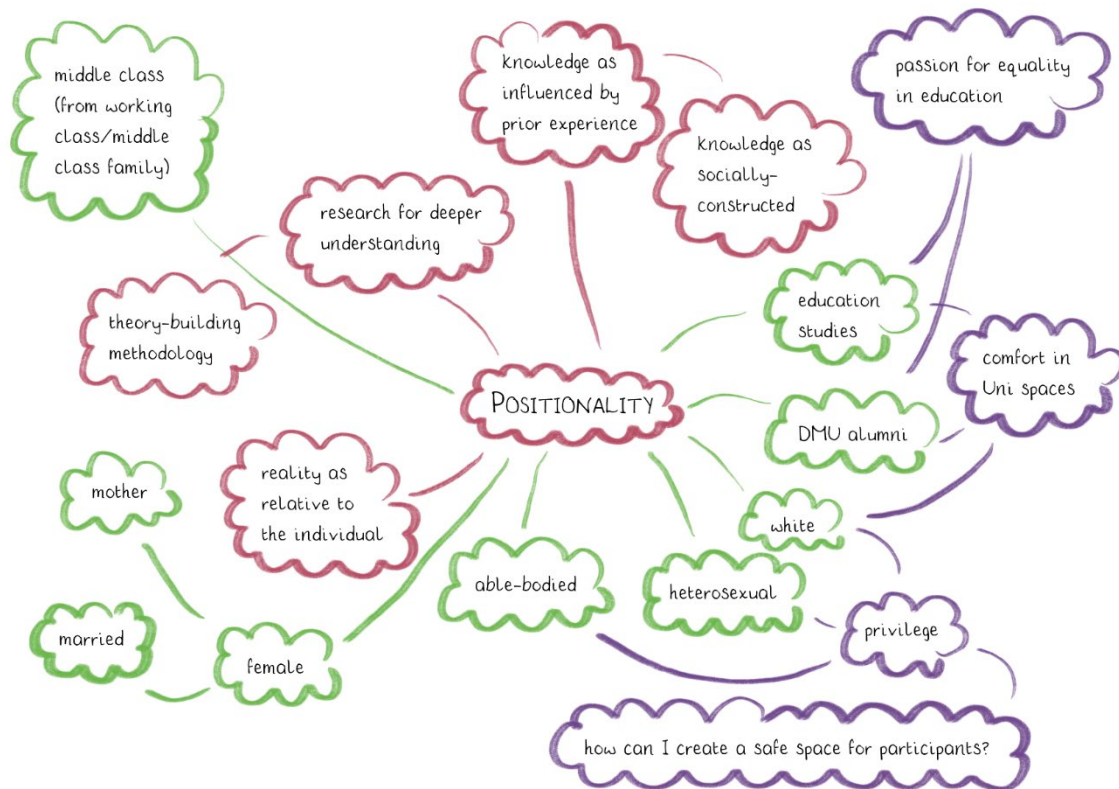 middle class
(from working
class/middle
class family)
knowledge as
influenced by
prior experience
passion for equality
in education
knowledge as
socially-
constructed
research for deeper
understanding
theory-building
methodology
education
studies
comfort in
Uni spaces
POSITIONALITY
DMU alumni
mother
reality as
relative to
the individual
white
able-bodied
heterosexual
married
female
privilege
how can I create a safe space for participants?